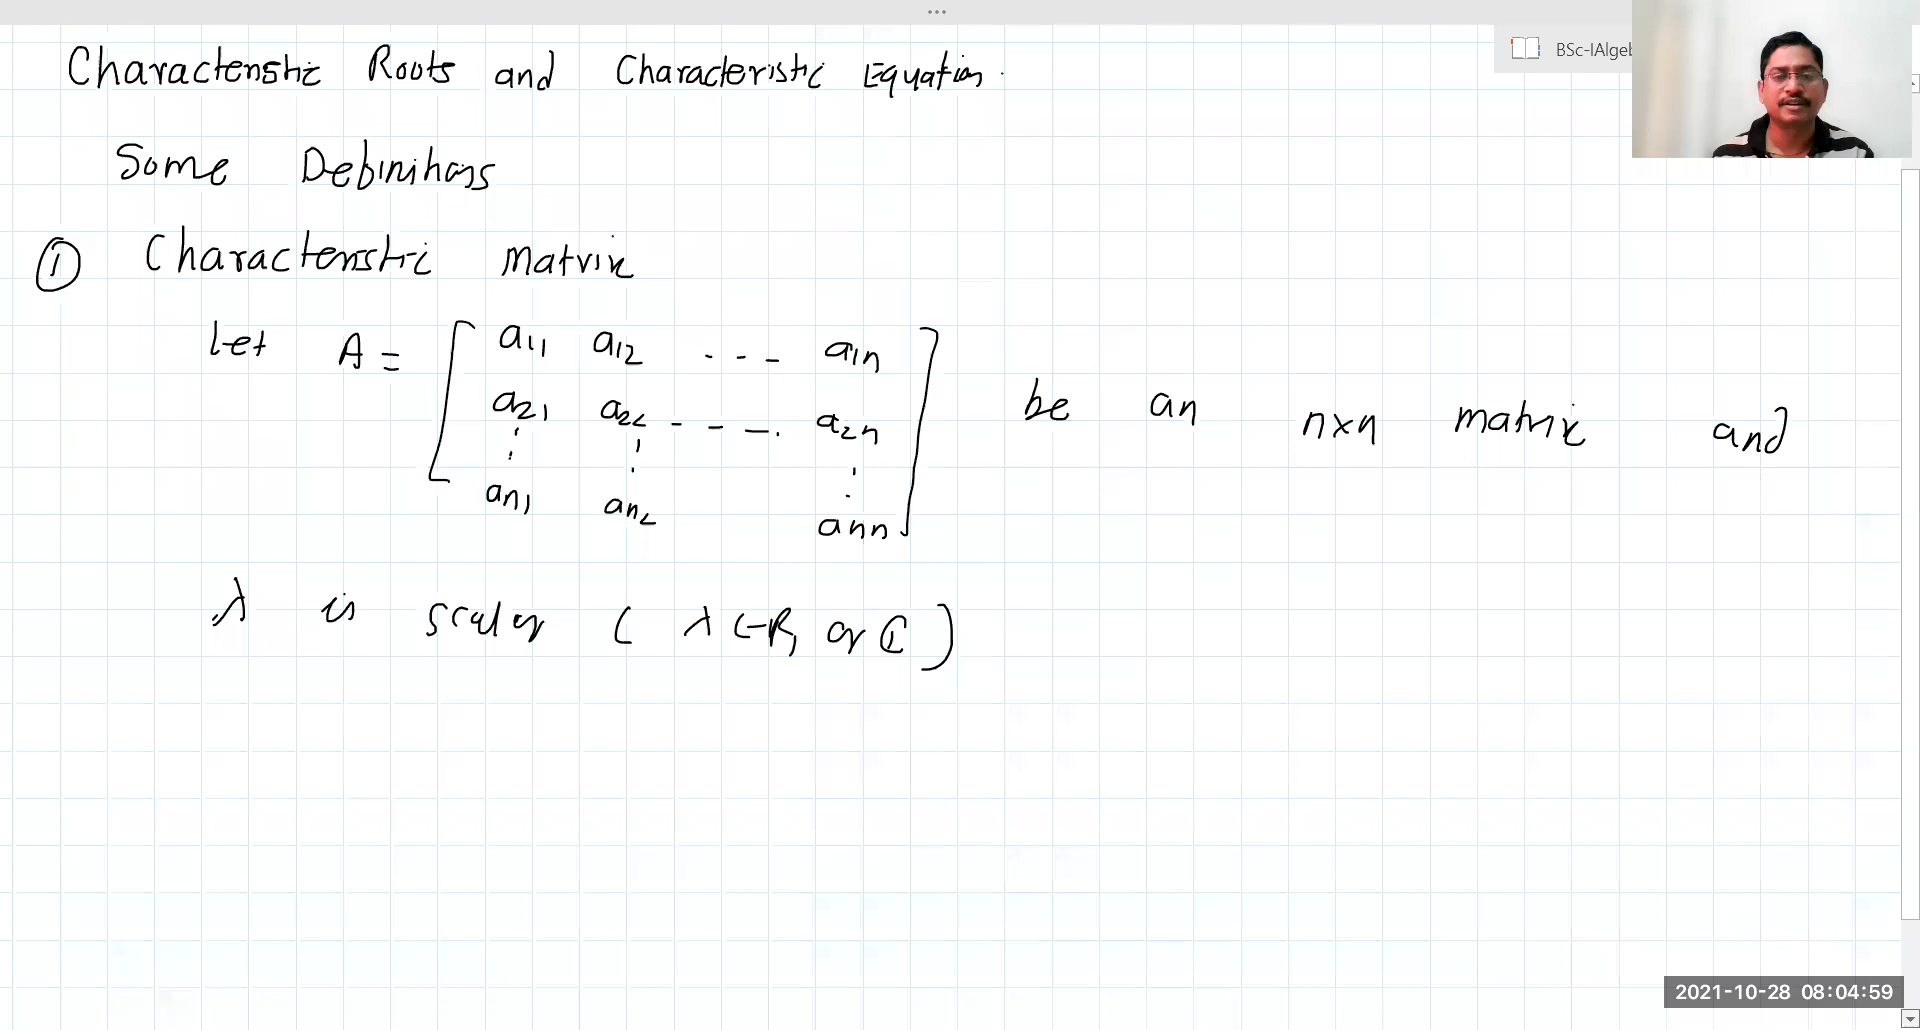 Characteristic Roots and Characteristic Equation.
BSc-IAlgeb
Some Definitions
① Characteristic Matrix
Let A = [ a11 a12 --- a1n
a21 a22 ----. a2n
⋮ ⋮ ⋮
an1 an2 ann ] be an n×n matrix and
λ is scalar ( λ ∈ R, or ℂ )
2021-10-28 08:04:59